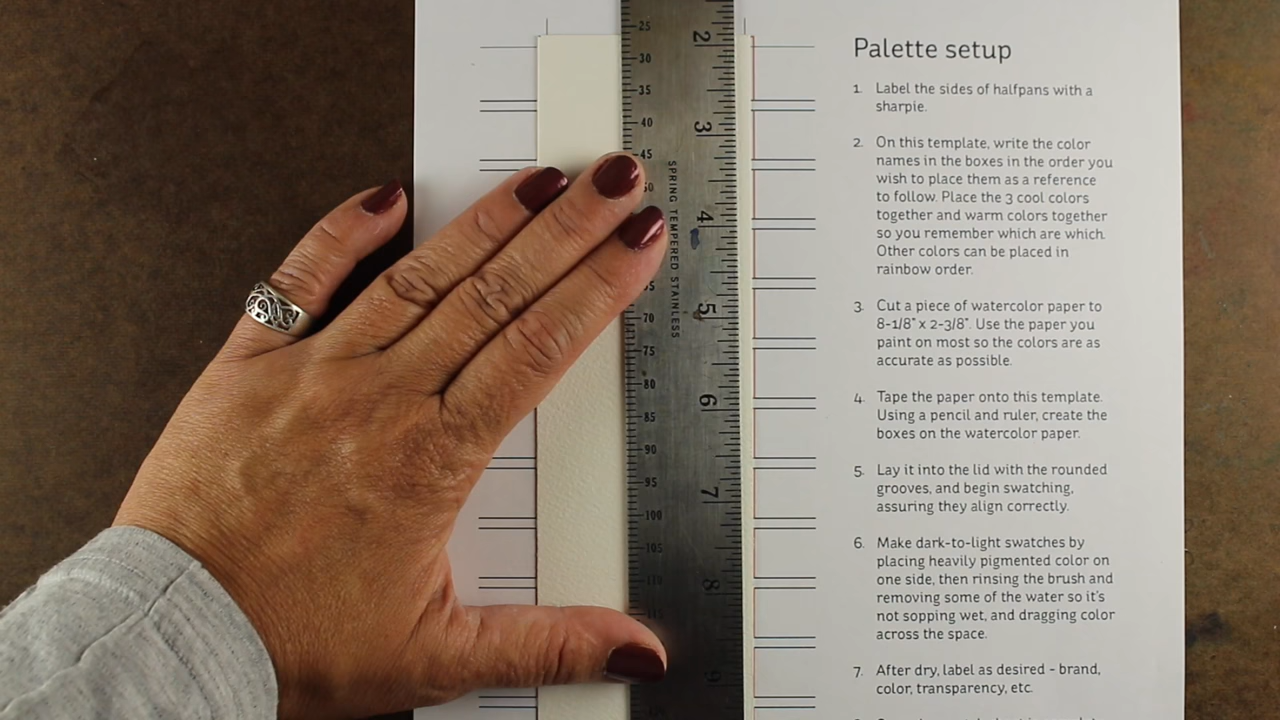 Palette setup
1. Label the sides of halfpans with a
sharpie.
2. On this template, write the color
names in the boxes in the order you
wish to place them as a reference
to follow. Place the 3 cool colors
together and warm colors together
so you remember which are which.
Other colors can be placed in
rainbow order.
3. Cut a piece of watercolor paper to
8-1/8" x 2-3/8". Use the paper you
paint on most so the colors are as
accurate as possible.
4. Tape the paper onto this template.
Using a pencil and ruler, create the
boxes on the watercolor paper.
5. Lay it into the lid with the rounded
grooves, and begin swatching,
assuring they align correctly.
6. Make dark-to-light swatches by
placing heavily pigmented color on
one side, then rinsing the brush and
removing some of the water so it's
not sopping wet, and dragging color
across the space.
7. After dry, label as desired - brand,
color, transparency, etc.
SPRING TEMPERED STAINLESS
25
30
35
40
45
70
75
80
85
90
95
100
105
110
2
3
4
5
6
7
8
9